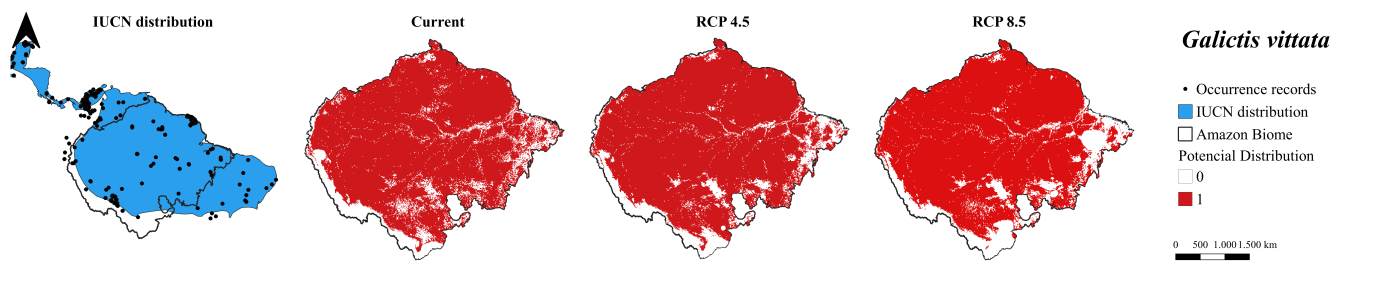 IUCN distribution
Current
RCP 4.5
RCP 8.5
Galictis vittata
Occurrence records
IUCN distribution
Amazon Biome
Potencial Distribution
0
1
0 500 1.000 1.500 km